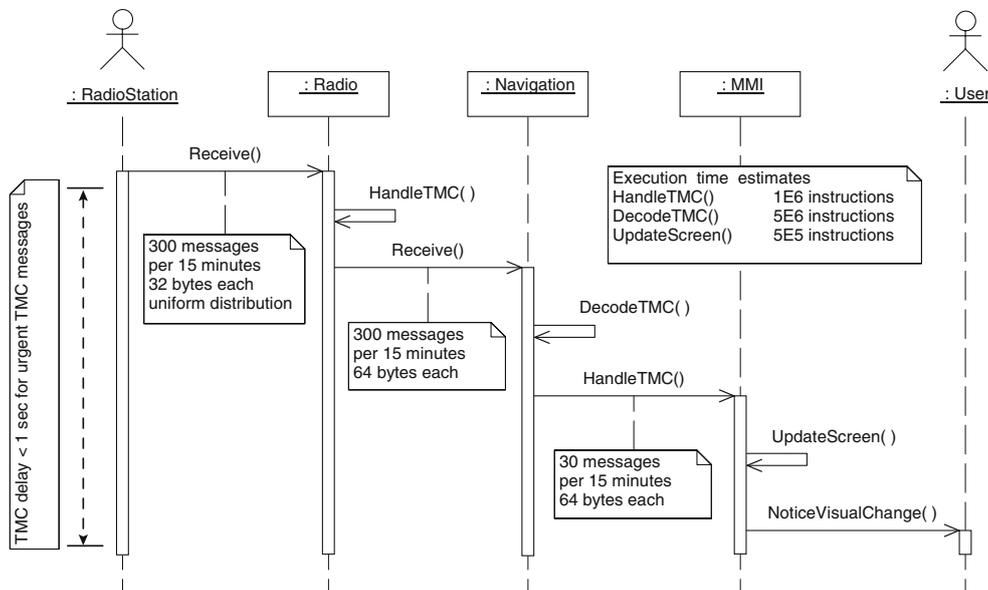 : RadioStation
: Radio
: Navigation
: MMI
: User
Receive()
HandleTMC( )
Execution time estimates
HandleTMC() 1E6 instructions
DecodeTMC() 5E6 instructions
UpdateScreen() 5E5 instructions
TMC delay < 1 sec for urgent TMC messages
300 messages
per 15 minutes
32 bytes each
uniform distribution
Receive()
300 messages
per 15 minutes
64 bytes each
DecodeTMC( )
HandleTMC()
30 messages
per 15 minutes
64 bytes each
UpdateScreen( )
NoticeVisualChange( )